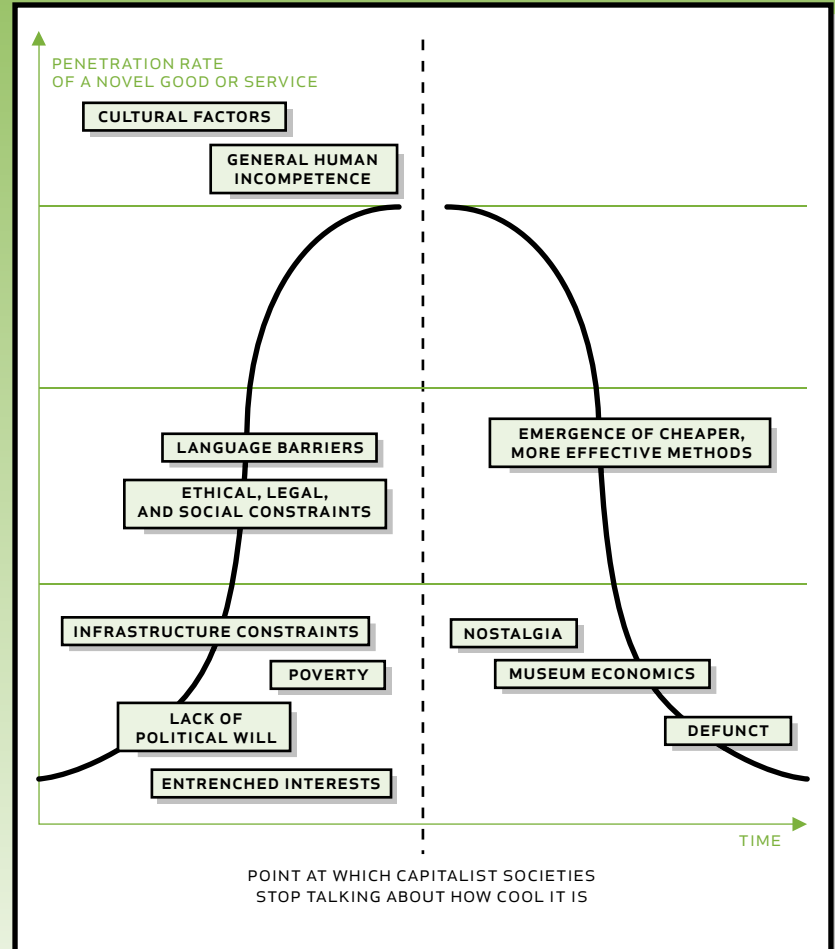 PENETRATION RATE
OF A NOVEL GOOD OR SERVICE
CULTURAL FACTORS
GENERAL HUMAN
INCOMPETENCE
LANGUAGE BARRIERS
ETHICAL, LEGAL,
AND SOCIAL CONSTRAINTS
INFRASTRUCTURE CONSTRAINTS
POVERTY
LACK OF
POLITICAL WILL
ENTRENCHED INTERESTS
EMERGENCE OF CHEAPER,
MORE EFFECTIVE METHODS
NOSTALGIA
MUSEUM ECONOMICS
DEFUNCT
TIME
POINT AT WHICH CAPITALIST SOCIETIES
STOP TALKING ABOUT HOW COOL IT IS